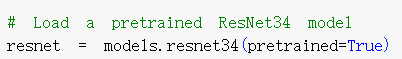 # Load a pretrained ResNet34 model
resnet = models.resnet34(pretrained=True)